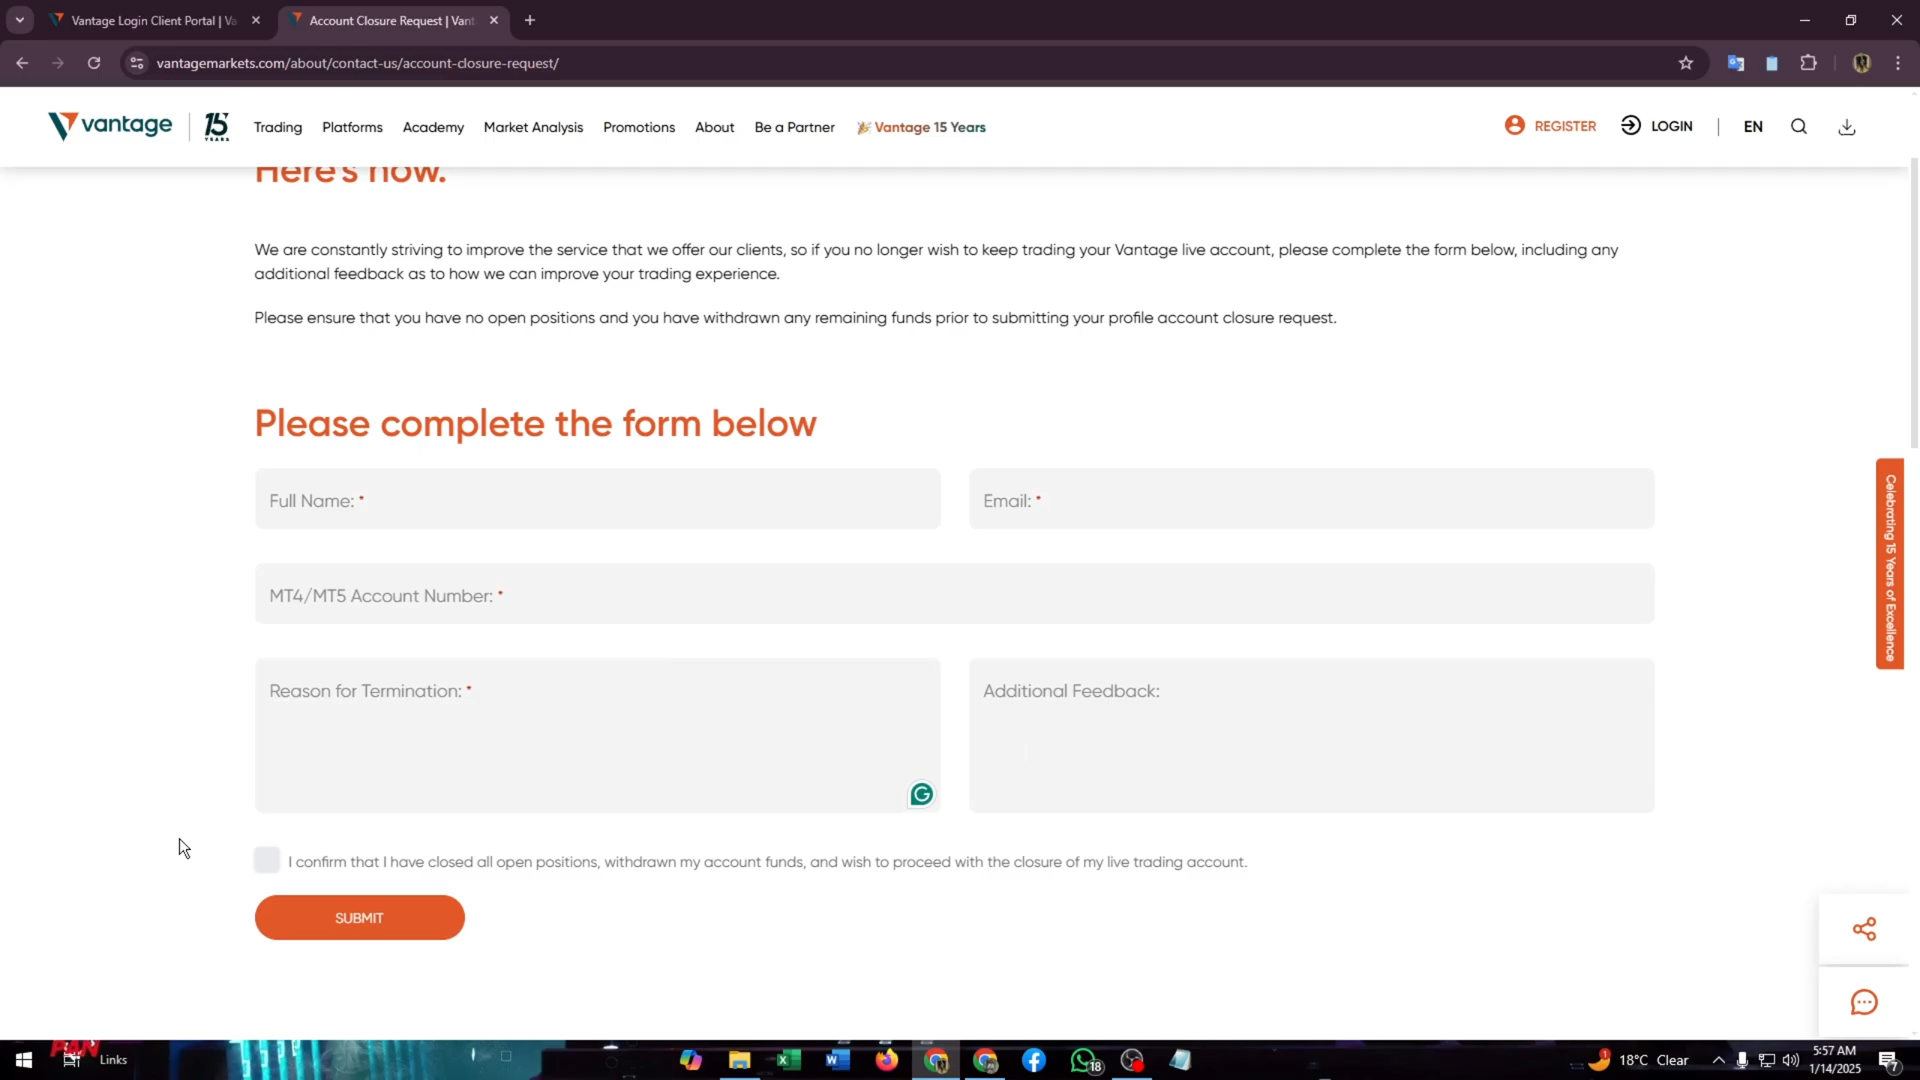 Vantage Login Client Portal | Va
Account Closure Request | Vant
vantagemarkets.com/about/contact-us/account-closure-request/
vantage
15
YEARS
Trading
Platforms
Academy
Market Analysis
Promotions
About
Be a Partner
Vantage 15 Years
REGISTER
LOGIN
EN
Here's how.
We are constantly striving to improve the service that we offer our clients, so if you no longer wish to keep trading your Vantage live account, please complete the form below, including any
additional feedback as to how we can improve your trading experience.
Please ensure that you have no open positions and you have withdrawn any remaining funds prior to submitting your profile account closure request.
Please complete the form below
Full Name: *
Email: *
MT4/MT5 Account Number: *
Reason for Termination: *
Additional Feedback:
I confirm that I have closed all open positions, withdrawn my account funds, and wish to proceed with the closure of my live trading account.
SUBMIT
Celebrating 15 Years of Excellence
Links
18
1
18°C Clear
5:57 AM
1/14/2025
7